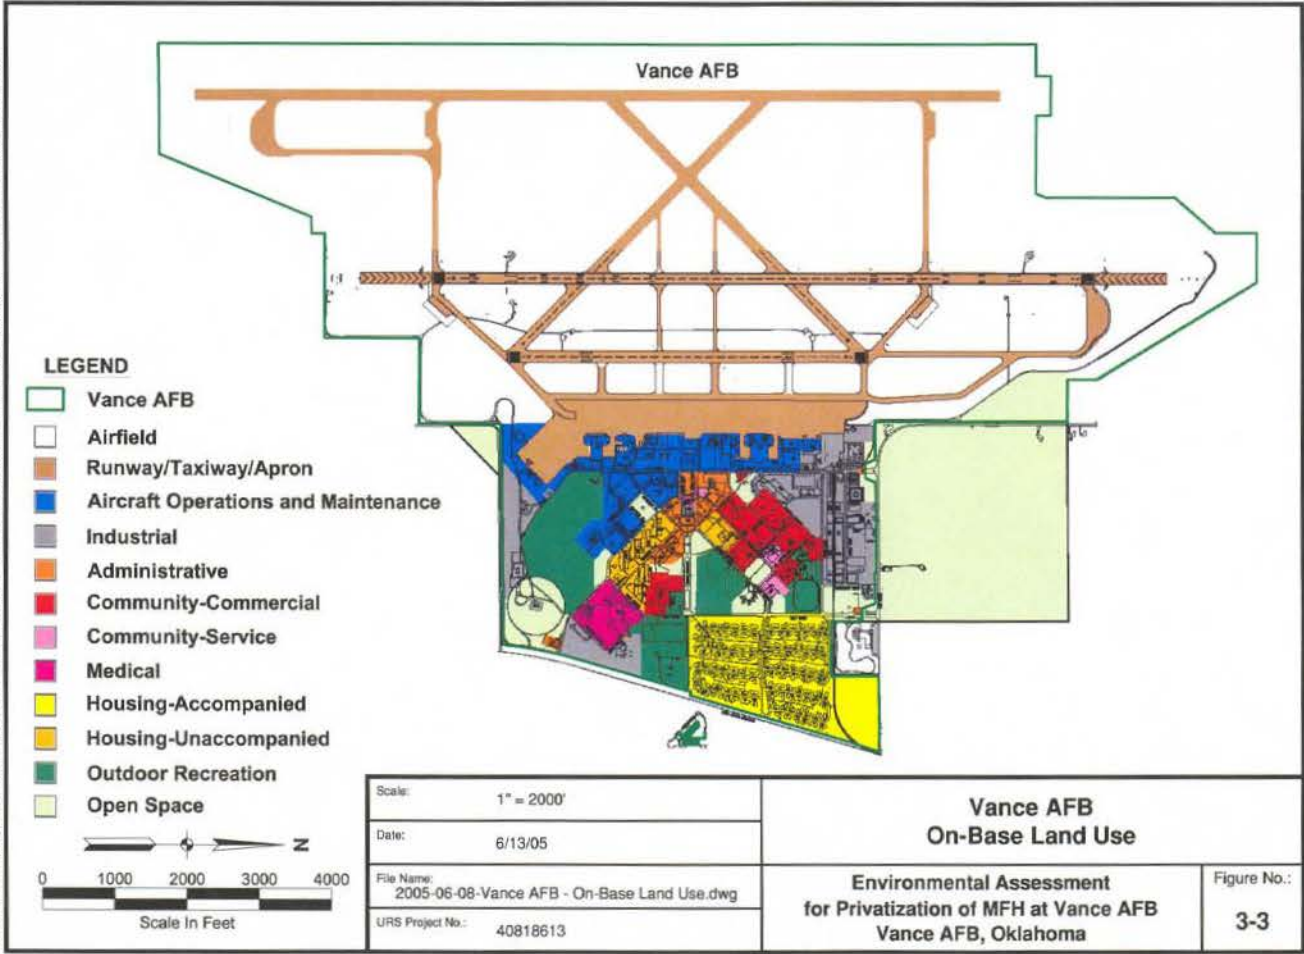 Vance AFB
LEGEND
Vance AFB
Airfield
Runway/Taxiway/Apron
Aircraft Operations and Maintenance
Industrial
Administrative
Community-Commercial
Community-Service
Medical
Housing-Accompanied
Housing-Unaccompanied
Outdoor Recreation
Open Space
N
0 1000 2000 3000 4000
Scale In Feet
Scale: 1" = 2000'
Date: 6/13/05
File Name:
2005-06-08-Vance AFB - On-Base Land Use.dwg
URS Project No.: 40818613
Vance AFB
On-Base Land Use
Environmental Assessment
for Privatization of MFH at Vance AFB
Vance AFB, Oklahoma
Figure No.:
3-3